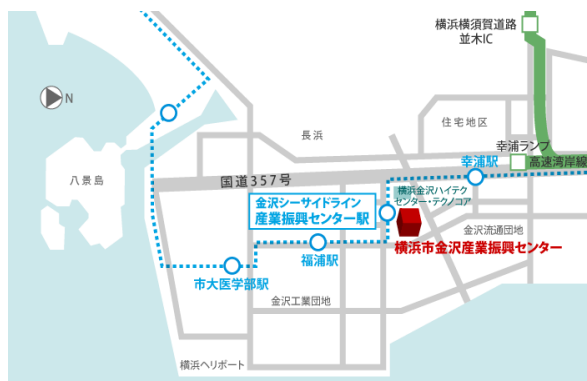 横浜横須賀道路
並木IC
N
住宅地区
長浜
幸浦ランプ
高速湾岸線
幸浦駅
八景島
国道357号
横浜金沢ハイテク
センター・テクノコア
金沢シーサイドライン
産業振興センター駅
金沢流通団地
横浜市金沢産業振興センター
福浦駅
市大医学部駅
金沢工業団地
横浜ヘリポート